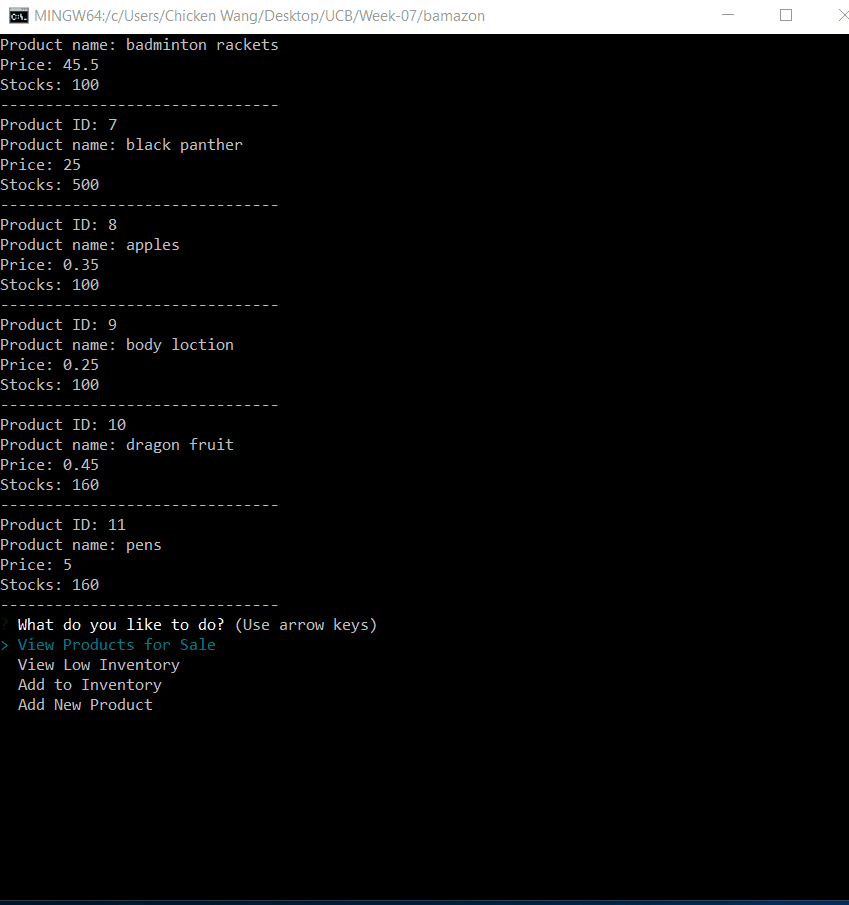 MINGW64:/c/Users/Chicken Wang/Desktop/UCB/Week-07/bamazon
Product name: badminton rackets
Price: 45.5
Stocks: 100
-------------------------------
Product ID: 7
Product name: black panther
Price: 25
Stocks: 500
-------------------------------
Product ID: 8
Product name: apples
Price: 0.35
Stocks: 100
-------------------------------
Product ID: 9
Product name: body loction
Price: 0.25
Stocks: 100
-------------------------------
Product ID: 10
Product name: dragon fruit
Price: 0.45
Stocks: 160
-------------------------------
Product ID: 11
Product name: pens
Price: 5
Stocks: 160
-------------------------------
? What do you like to do? (Use arrow keys)
> View Products for Sale
  View Low Inventory
  Add to Inventory
  Add New Product